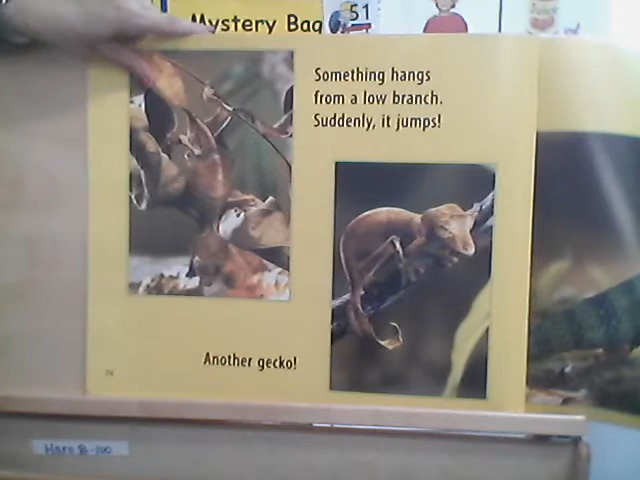 Mystery Bag
51
Something hangs
from a low branch.
Suddenly, it jumps!
Another gecko!